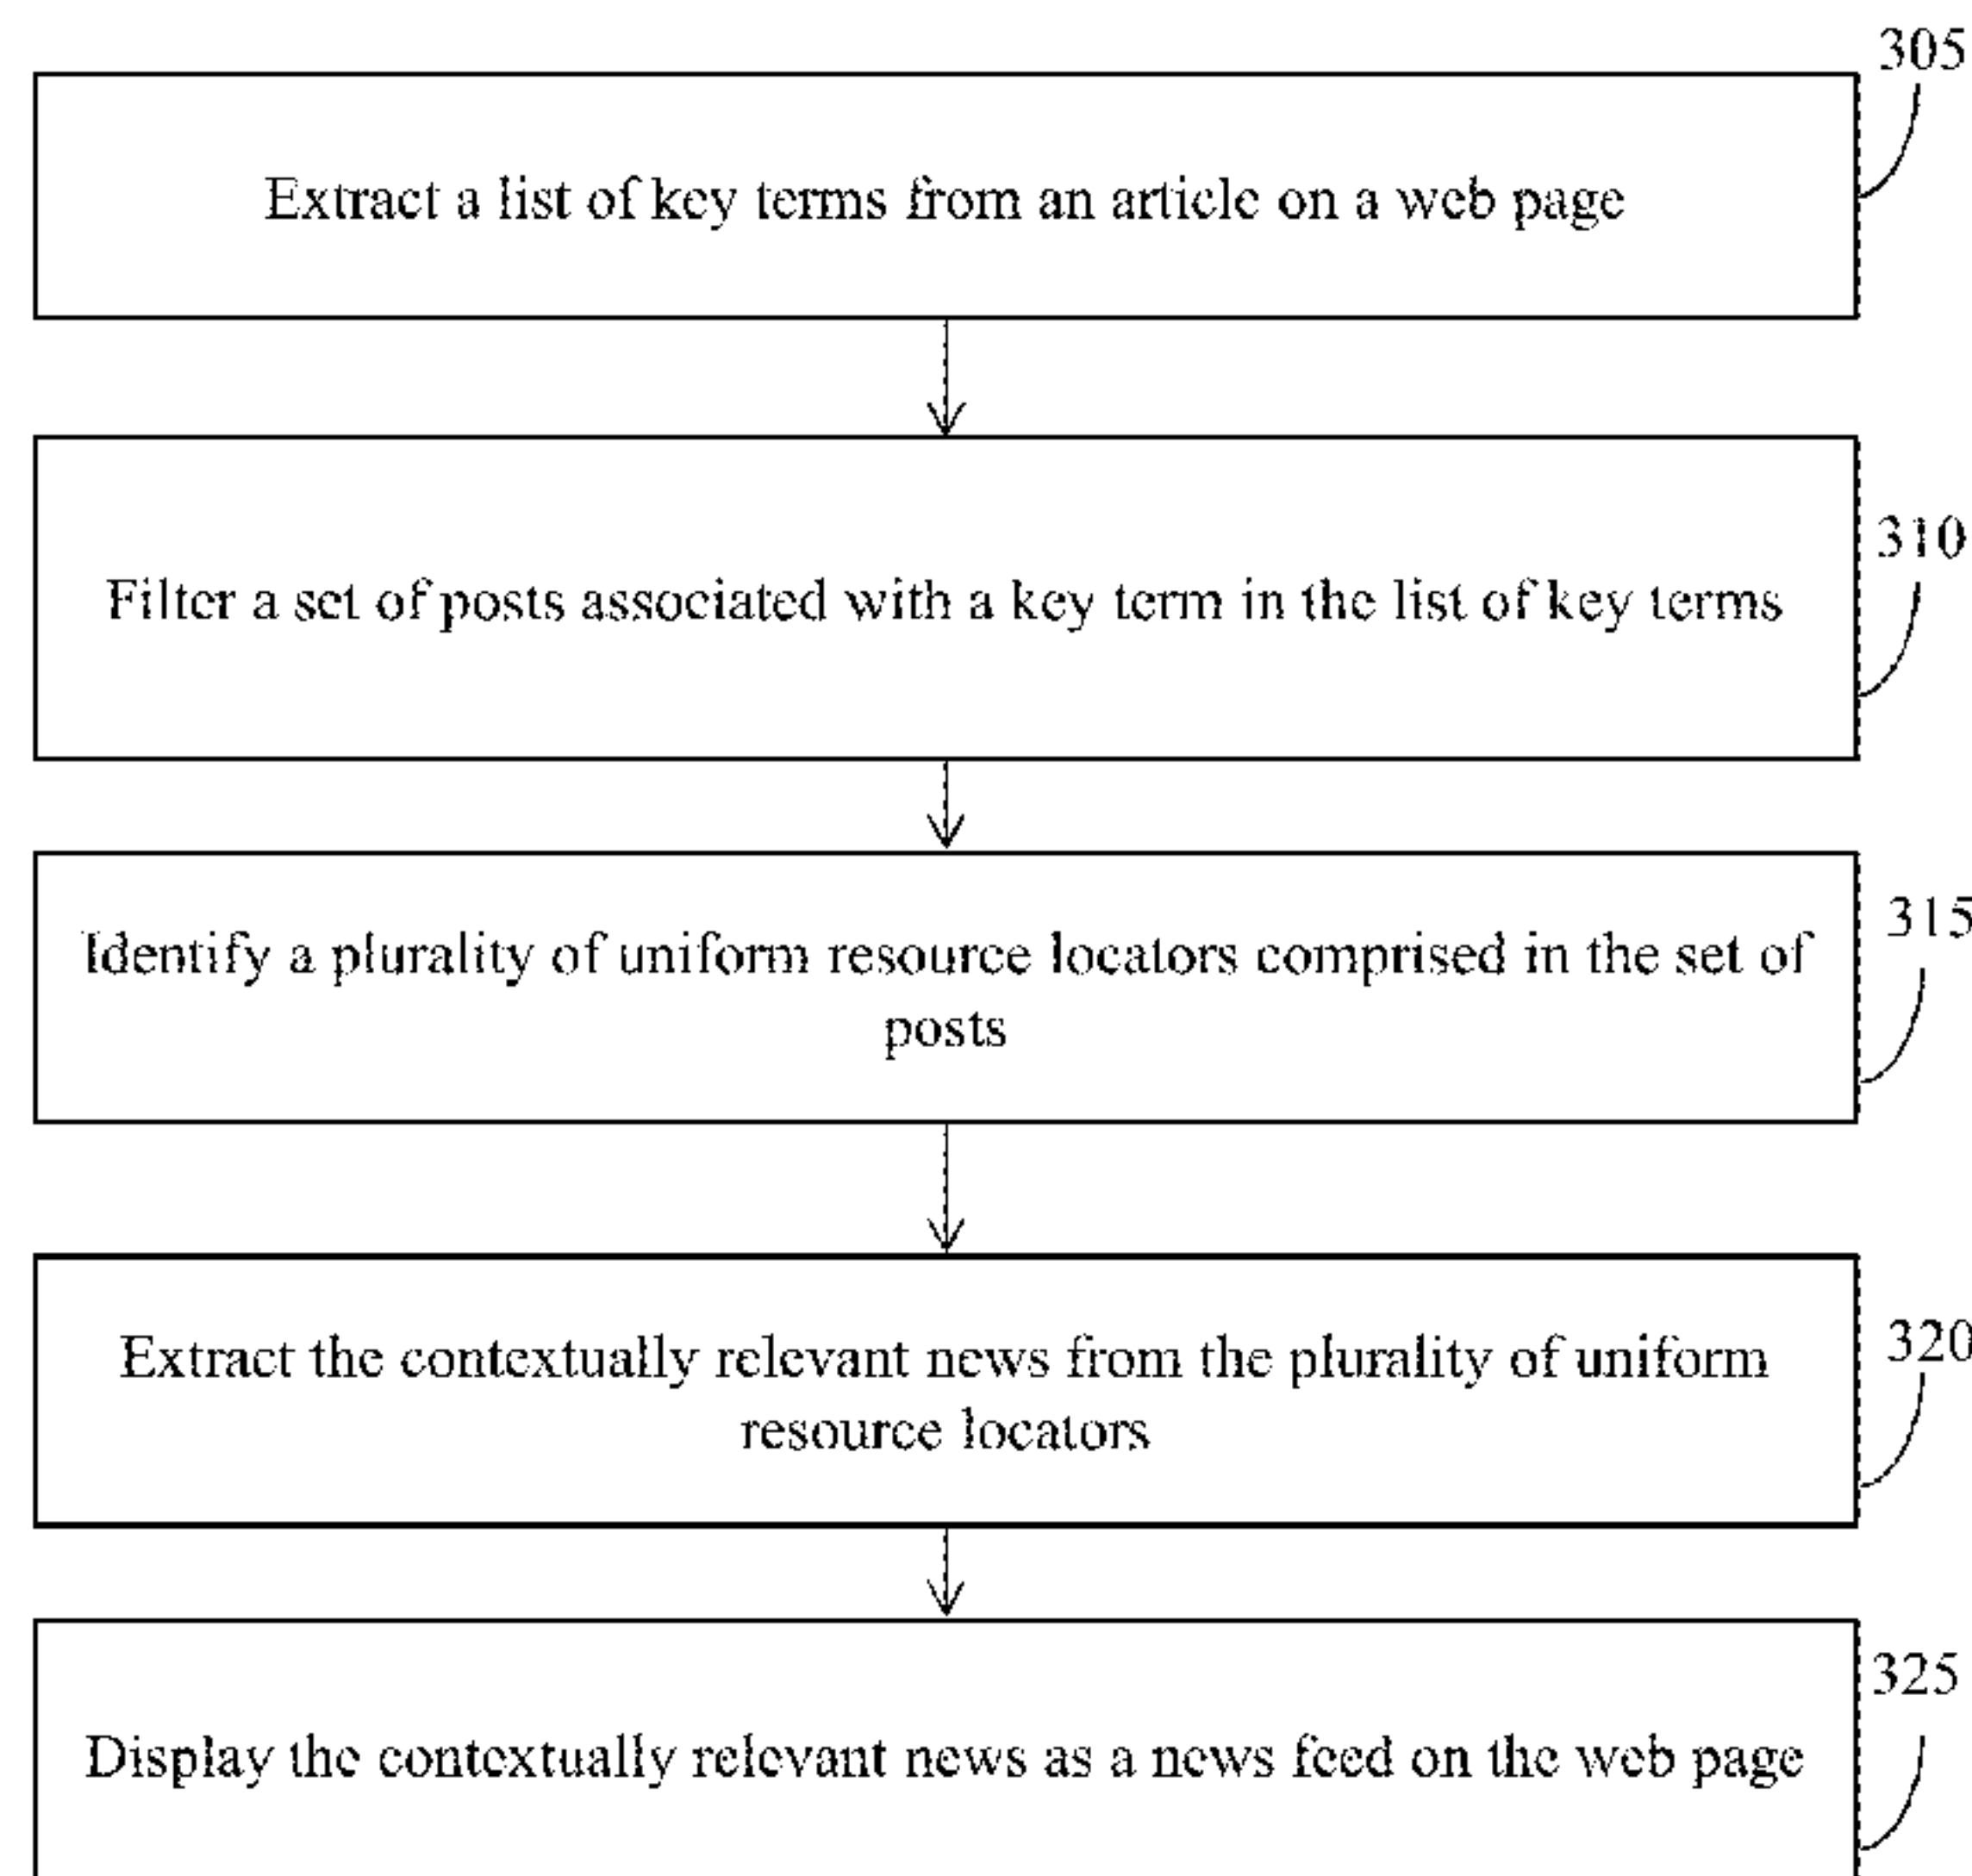 305
Extract a list of key terms from an article on a web page
310
Filter a set of posts associated with a key term in the list of key terms
315
Identify a plurality of uniform resource locators comprised in the set of
posts
320
Extract the contextually relevant news from the plurality of uniform
resource locators
325
Display the contextually relevant news as a news feed on the web page